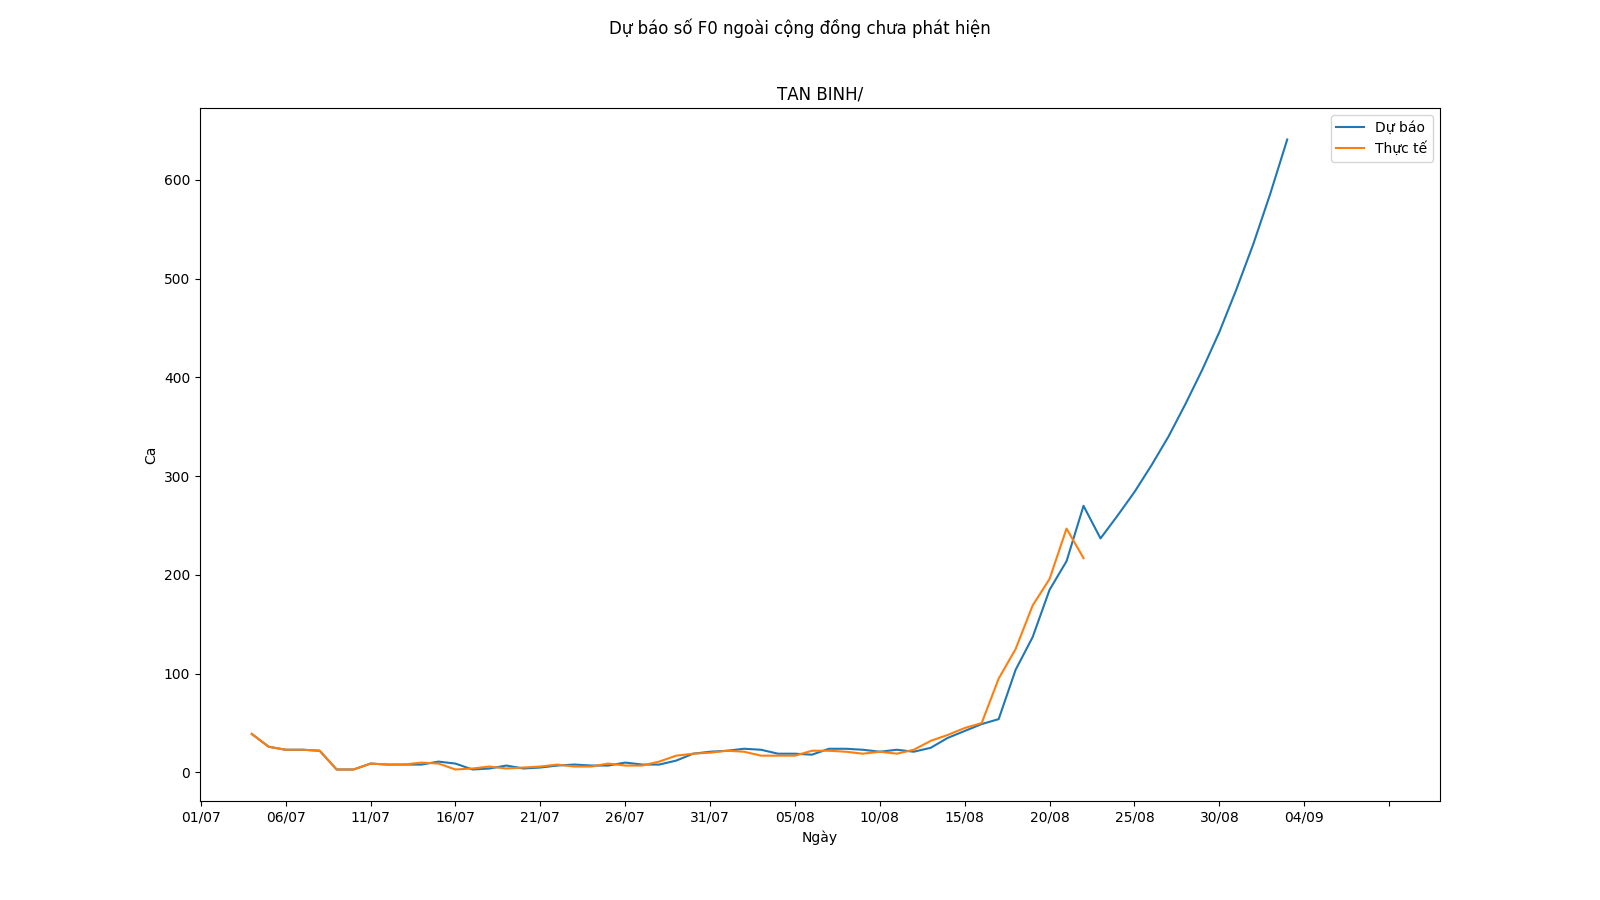 Dự báo số F0 ngoài cộng đồng chưa phát hiện
TAN BINH/
Dự báo
Thực tế
600
500
400
300
200
100
0
Ca
01/07 06/07 11/07 16/07 21/07 26/07 31/07 05/08 10/08 15/08 20/08 25/08 30/08 04/09
Ngày